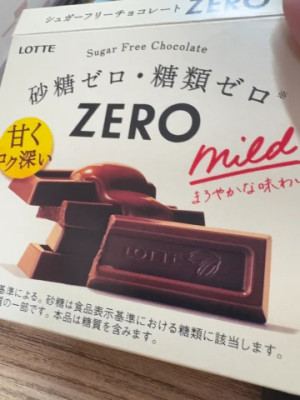 シュガーフリーチョコレート ZERO
LOTTE
Sugar Free Chocolate
砂糖ゼロ・糖類ゼロ※
ZERO
甘く
コク深い
mild
まろやかな味わい
LOTTE
基準による。砂糖は食品表示基準における糖類に該当します。
の一部です。本品は糖質を含みます。